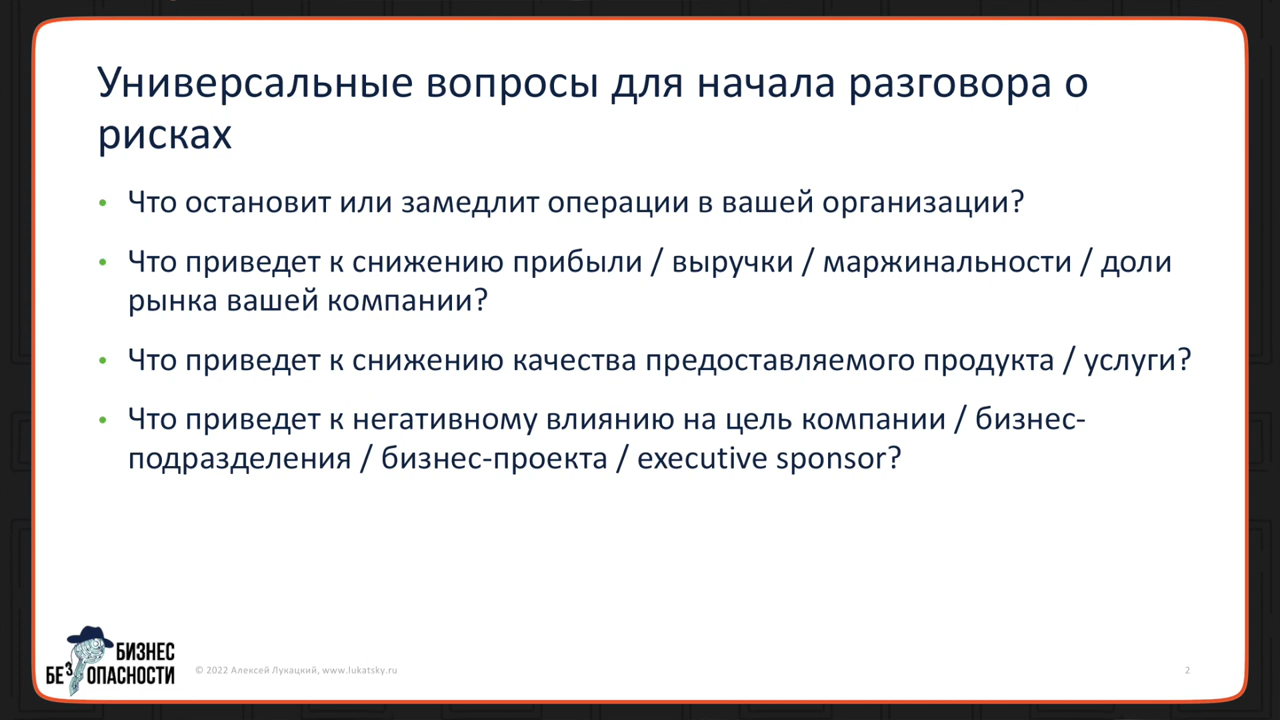 Универсальные вопросы для начала разговора о
рисках
• Что остановит или замедлит операции в вашей организации?
• Что приведет к снижению прибыли / выручки / маржинальности / доли
рынка вашей компании?
• Что приведет к снижению качества предоставляемого продукта / услуги?
• Что приведет к негативному влиянию на цель компании / бизнес-
подразделения / бизнес-проекта / executive sponsor?
БИЗНЕС
БЕЗОПАСНОСТИ
© 2022 Алексей Лукацкий, www.lukatsky.ru
2